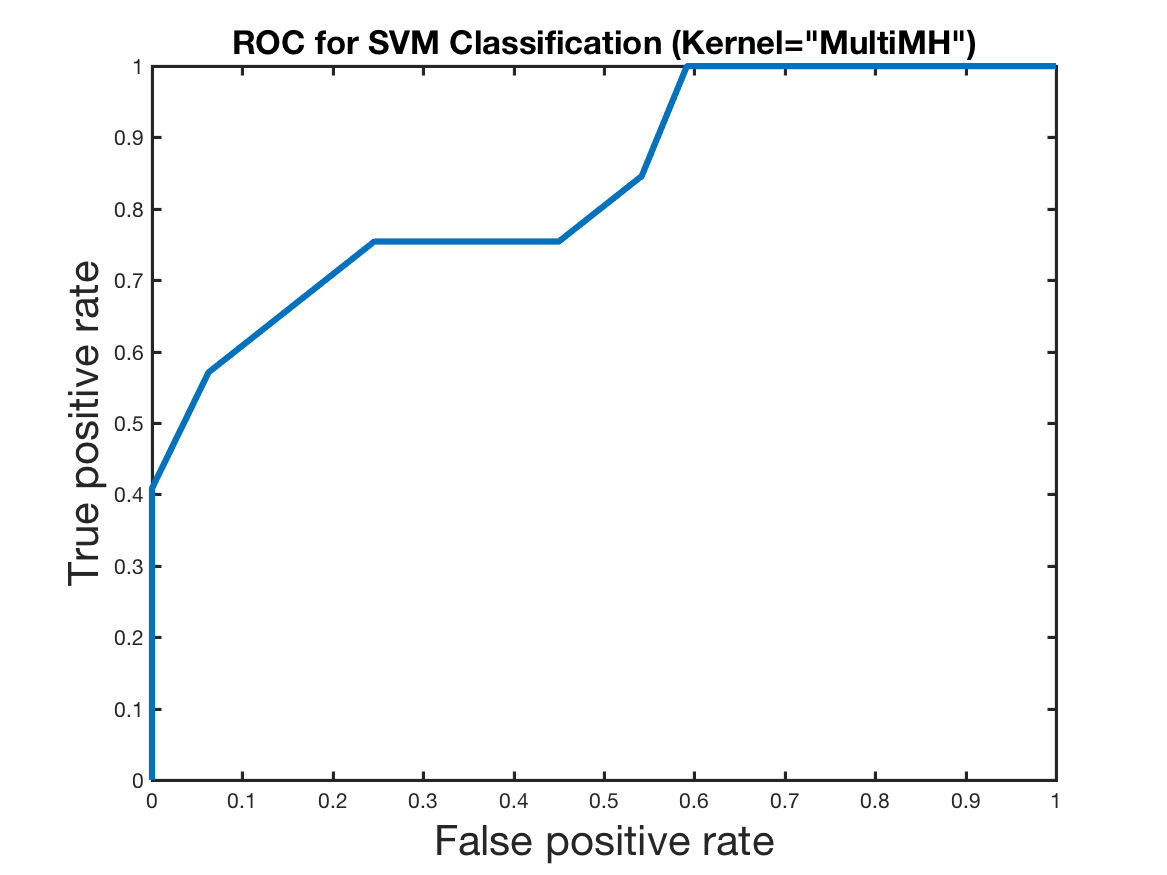 ROC for SVM Classification (Kernel="MultiMH")
1
0.9
0.8
0.7
0.6
0.5
0.4
0.3
0.2
0.1
0
True positive rate
0 0.1 0.2 0.3 0.4 0.5 0.6 0.7 0.8 0.9 1
False positive rate